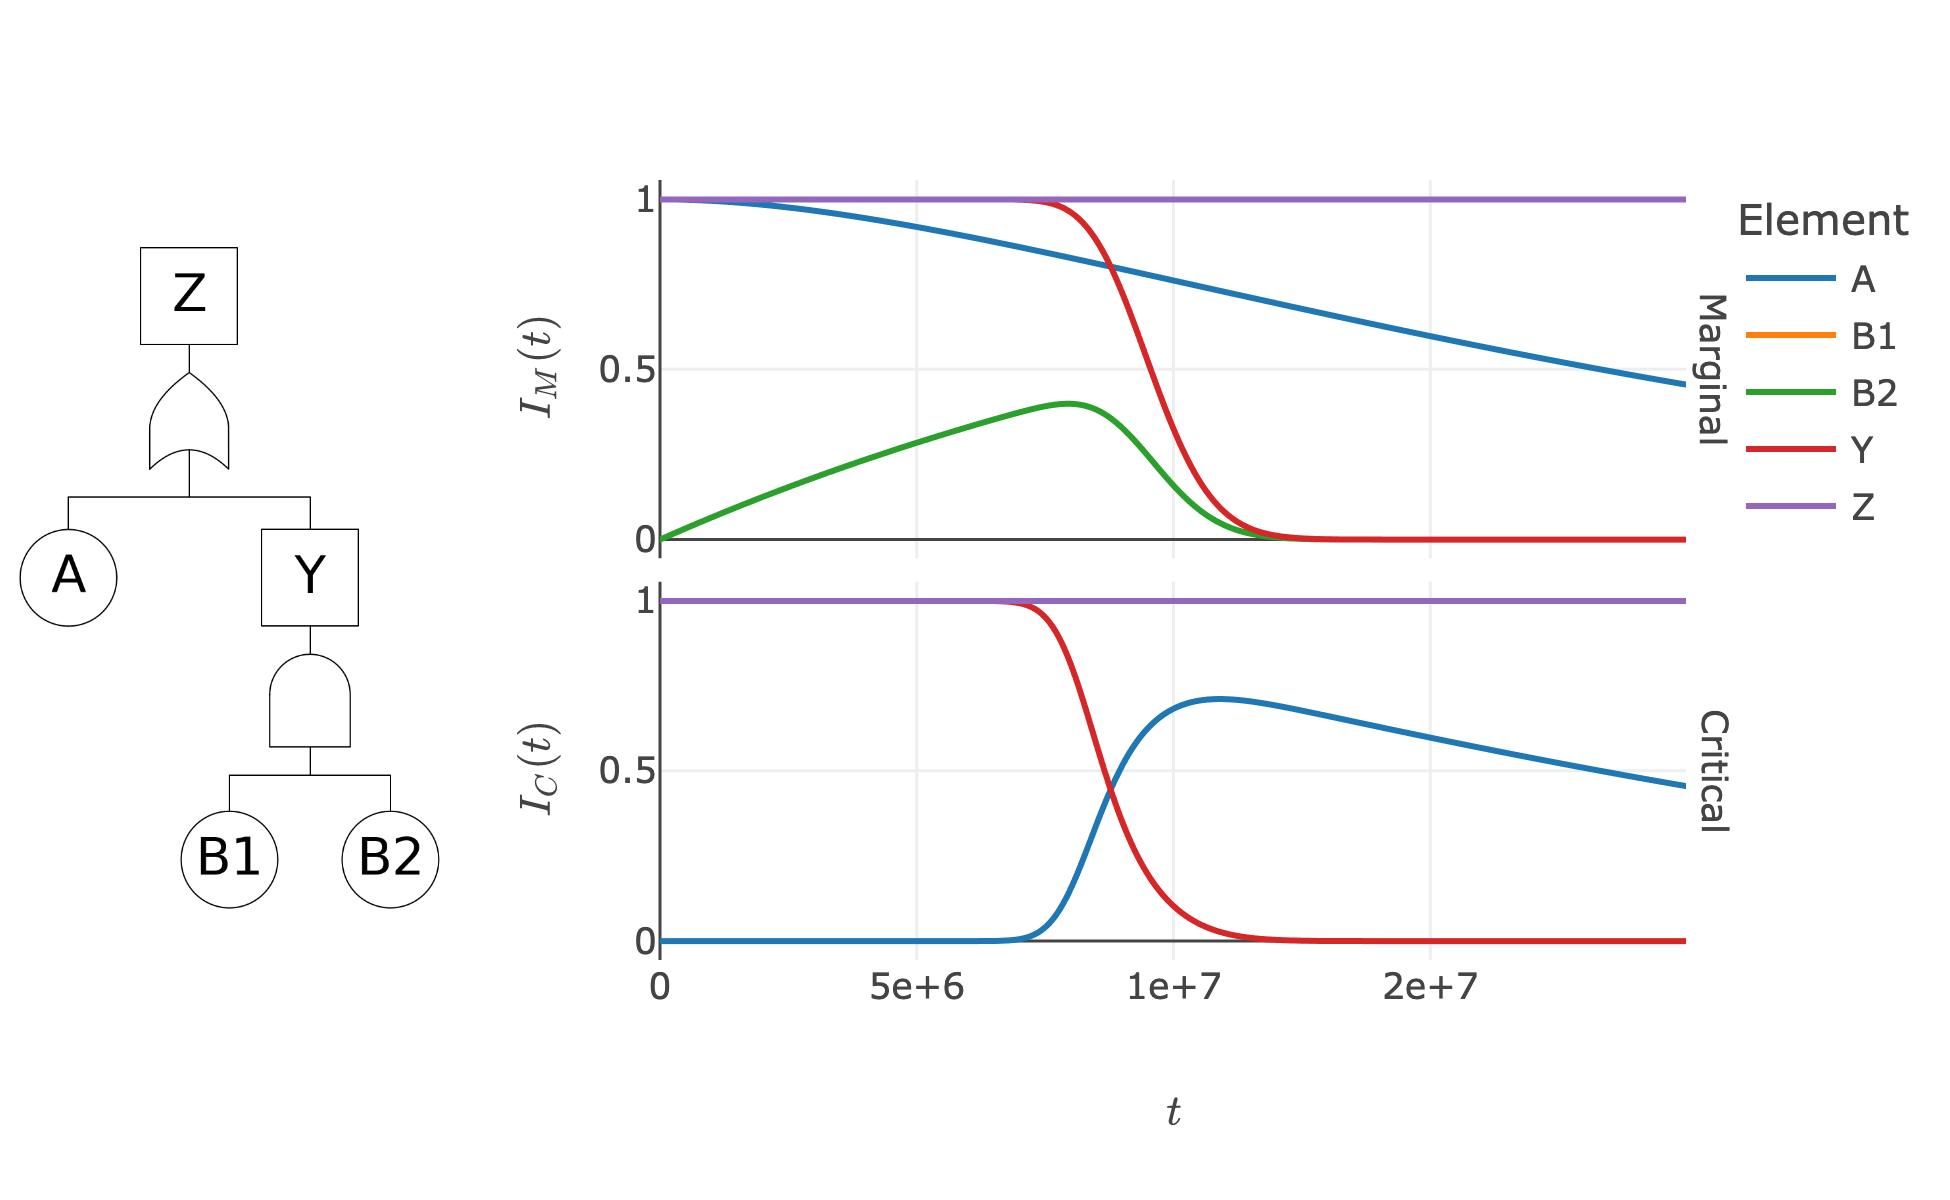 Z
A
Y
B1
B2
1
0.5
0
I_M(t)
Marginal
1
0.5
0
I_C(t)
Critical
0
5e+6
1e+7
2e+7
t
Element
A
B1
B2
Y
Z